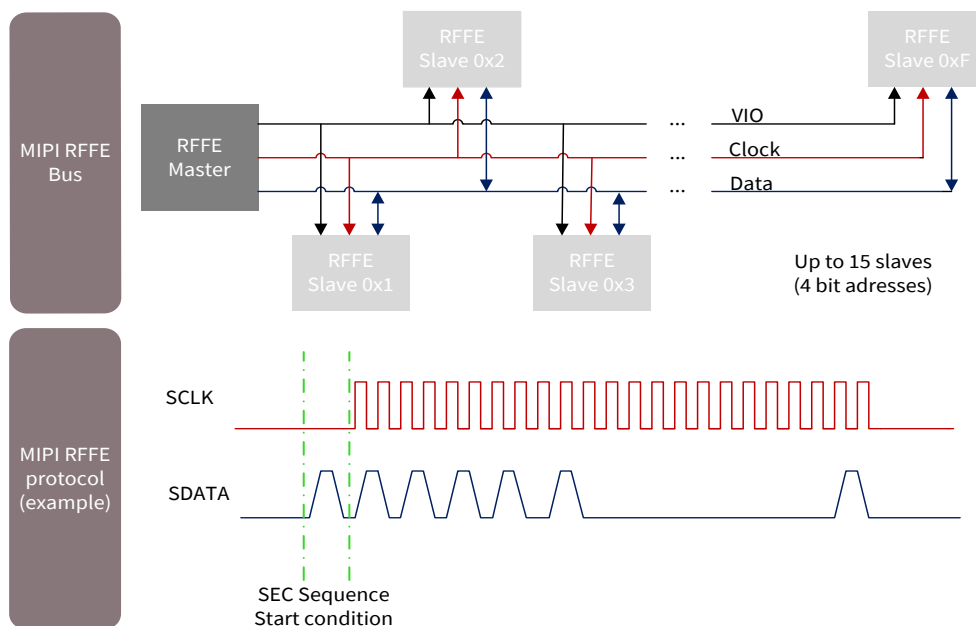 MIPI RFFE
Bus
RFFE
Master
RFFE
Slave 0x2
RFFE
Slave 0xF
RFFE
Slave 0x1
RFFE
Slave 0x3
... VIO
... Clock
... Data
Up to 15 slaves
(4 bit adresses)
MIPI RFFE
protocol
(example)
SCLK
SDATA
SEC Sequence
Start condition